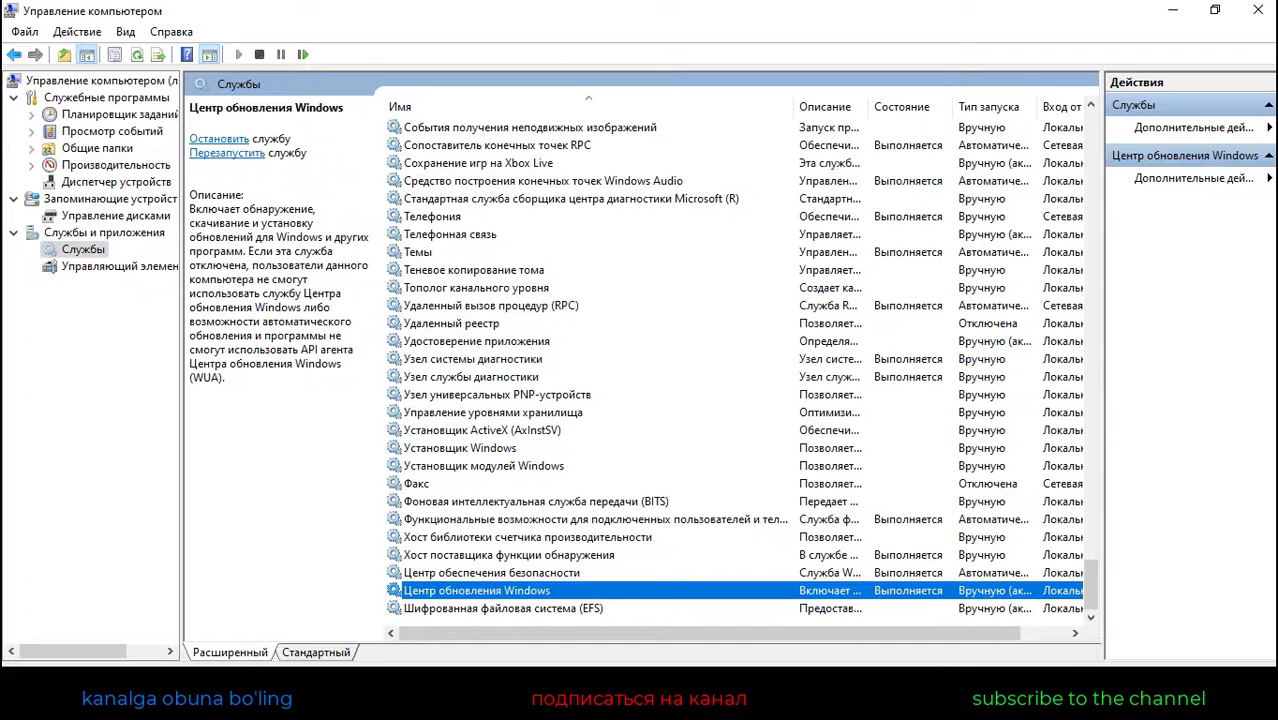 Управление компьютером
Файл Действие Вид Справка
Управление компьютером (л
Служебные программы
Планировщик заданий
Просмотр событий
Общие папки
Производительность
Диспетчер устройств
Запоминающие устройст
Управление дисками
Службы и приложения
Службы
Управляющий элемен
Службы
Центр обновления Windows
Остановить службу
Перезапустить службу
Описание:
Включает обнаружение,
скачивание и установку
обновлений для Windows и других
программ. Если эта служба
отключена, пользователи данного
компьютера не смогут
использовать службу Центра
обновления Windows либо
возможности автоматического
обновления и программы не
смогут использовать API агента
Центра обновления Windows
(WUA).
Имя Описание Состояние Тип запуска Вход от
События получения неподвижных изображений Запуск пр... Вручную Локалы
Сопоставитель конечных точек RPC Обеспечи... Выполняется Автоматиче... Сетевая
Сохранение игр на Xbox Live Эта служб... Вручную (ак... Локалы
Средство построения конечных точек Windows Audio Управлен... Выполняется Автоматиче... Локалы
Стандартная служба сборщика центра диагностики Microsoft (R) Стандартн... Вручную Локалы
Телефония Обеспечи... Выполняется Вручную Сетевая
Телефонная связь Управляет... Вручную (ак... Локалы
Темы Управлен... Выполняется Автоматиче... Локалы
Теневое копирование тома Управляет... Вручную Локалы
Тополог канального уровня Создает ка... Вручную Локалы
Удаленный вызов процедур (RPC) Служба R... Выполняется Автоматиче... Сетевая
Удаленный реестр Позволяет... Отключена Локалы
Удостоверение приложения Определя... Вручную (ак... Локалы
Узел системы диагностики Узел систе... Выполняется Вручную Локалы
Узел службы диагностики Узел служ... Выполняется Вручную Локалы
Узел универсальных PNP-устройств Позволяет... Вручную Локалы
Управление уровнями хранилища Оптимизи... Вручную Локалы
Установщик ActiveX (AxInstSV) Обеспечи... Вручную Локалы
Установщик Windows Позволяет... Вручную Локалы
Установщик модулей Windows Позволяет... Вручную Локалы
Факс Позволяет... Отключена Сетевая
Фоновая интеллектуальная служба передачи (BITS) Передает ... Вручную Локалы
Функциональные возможности для подключенных пользователей и тел... Служба ф... Выполняется Автоматиче... Локалы
Хост библиотеки счетчика производительности Позволяет... Вручную Локалы
Хост поставщика функции обнаружения В службе ... Выполняется Вручную Локалы
Центр обеспечения безопасности Служба W... Выполняется Автоматиче... Локалы
Центр обновления Windows Включает ... Выполняется Вручную (ак... Локалы
Шифрованная файловая система (EFS) Предостав... Вручную (ак... Локалы
Расширенный Стандартный
Действия
Службы
Дополнительные дей...
Центр обновления Windows
Дополнительные дей...
kanalga obuna bo'ling подписаться на канал subscribe to the channel